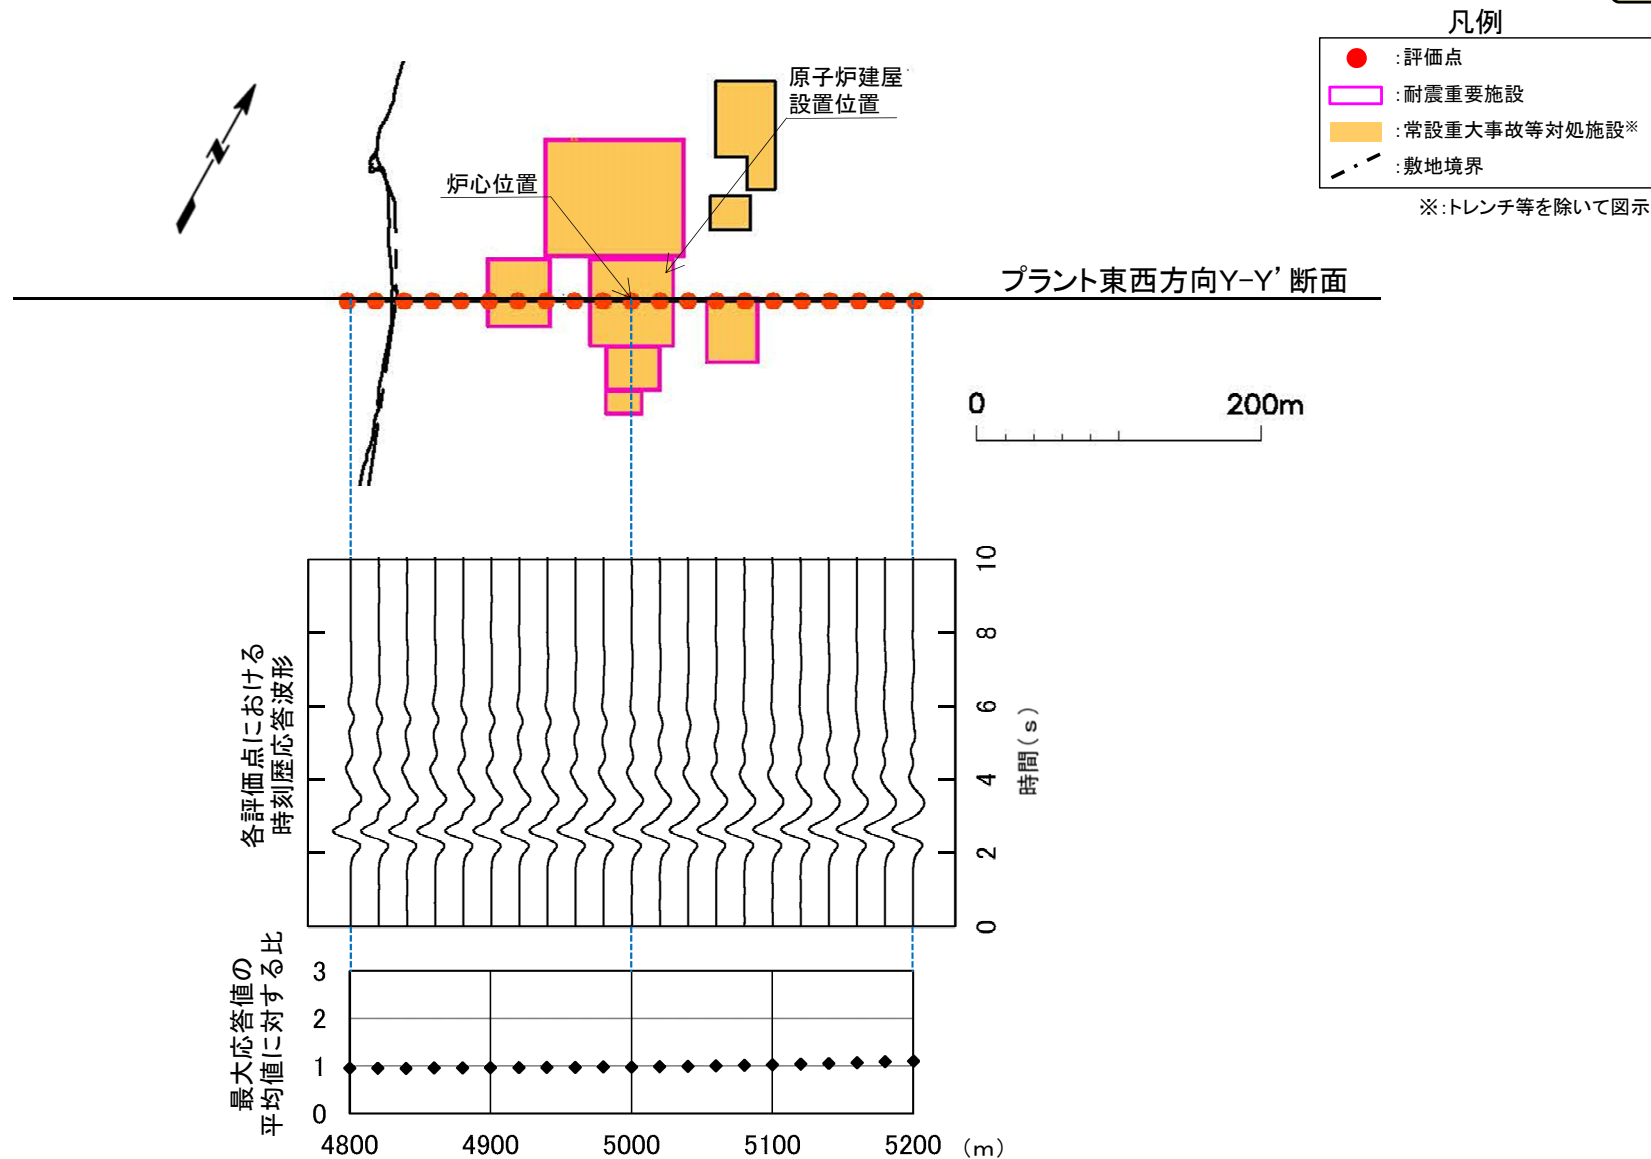 凡例
:評価点
:耐震重要施設
:常設重大事故等対処施設※
:敷地境界
※:トレンチ等を除いて図示
原子炉建屋
設置位置
炉心位置
N
プラント東西方向Y-Y’断面
0 200m
各評価点における
時刻歴応答波形
10
8
6
4
2
0
時間(s)
最大応答値の
平均値に対する比
3
2
1
0
4800 4900 5000 5100 5200 (m)